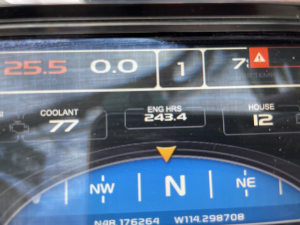 25.5 0.0 1
COOLANT ENG HRS HOUSE
77 243.4 12
NW N NE
N48 176264 W114.298708